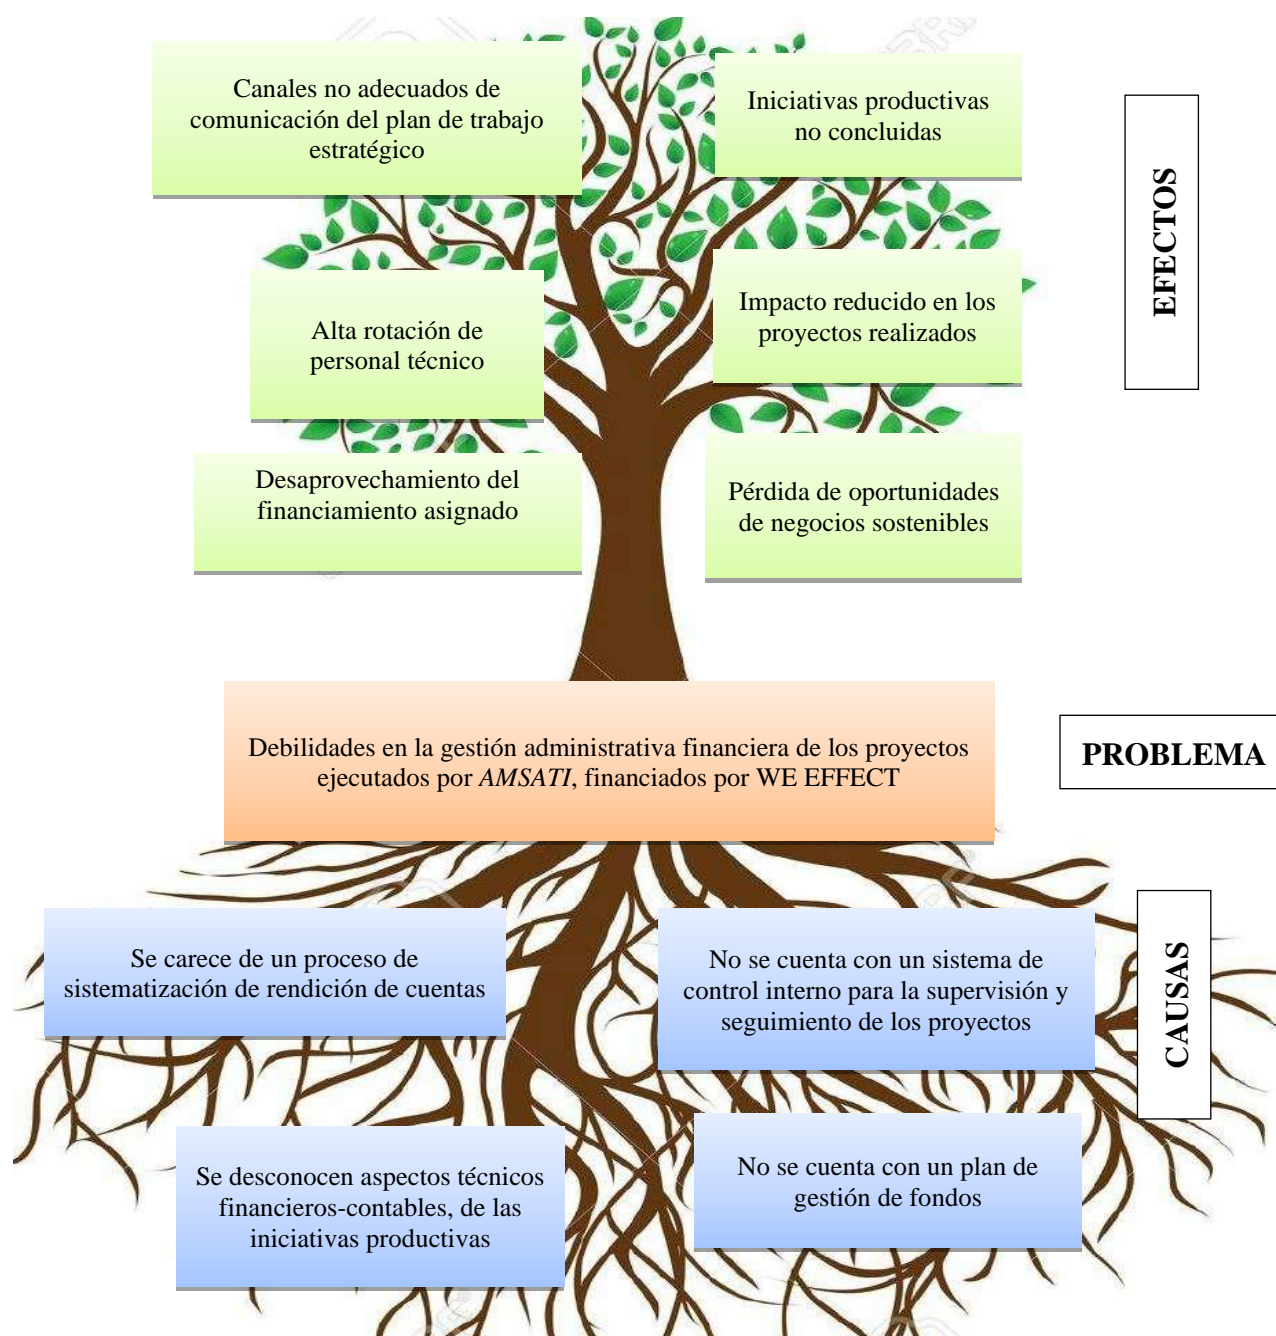 Canales no adecuados de
comunicación del plan de trabajo
estratégico
Iniciativas productivas
no concluidas
EFECTOS
Alta rotación de
personal técnico
Impacto reducido en los
proyectos realizados
Desaprovechamiento del
financiamiento asignado
Pérdida de oportunidades
de negocios sostenibles
Debilidades en la gestión administrativa financiera de los proyectos
ejecutados por AMSATI, financiados por WE EFFECT
PROBLEMA
Se carece de un proceso de
sistematización de rendición de cuentas
No se cuenta con un sistema de
control interno para la supervisión y
seguimiento de los proyectos
CAUSAS
Se desconocen aspectos técnicos
financieros-contables, de las
iniciativas productivas
No se cuenta con un plan de
gestión de fondos